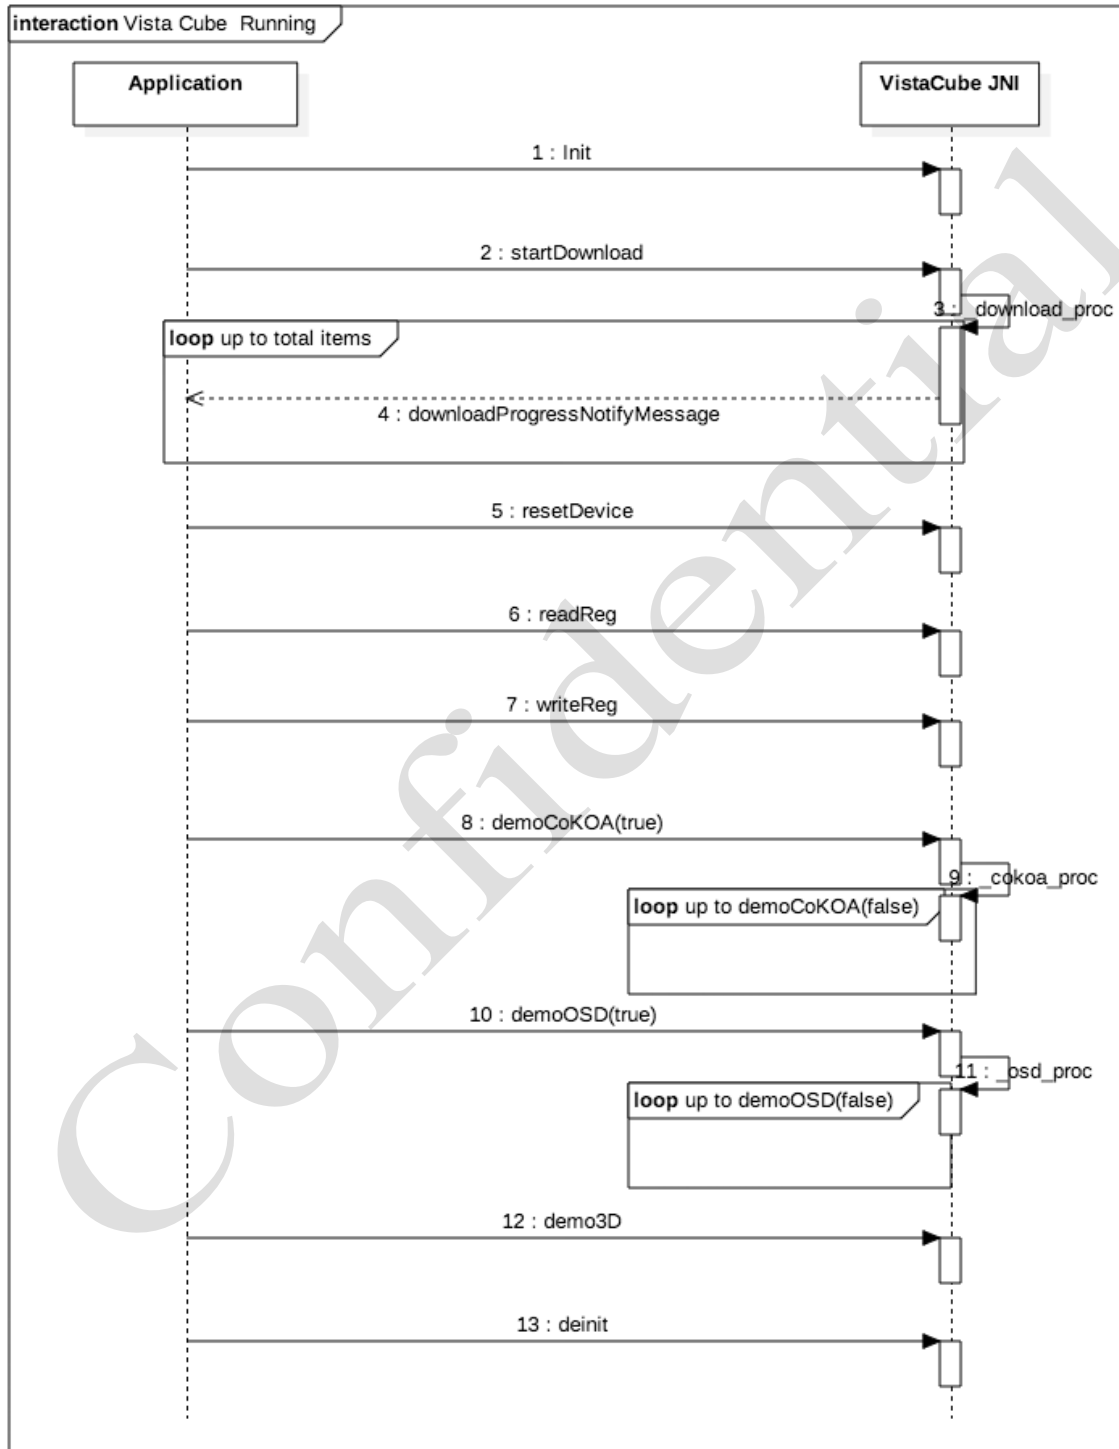 interaction Vista Cube Running
Application
VistaCube JNI
1 : Init
2 : startDownload
3 : _download_proc
loop up to total items
4 : downloadProgressNotifyMessage
5 : resetDevice
6 : readReg
7 : writeReg
8 : demoCoKOA(true)
9 : _cokoa_proc
loop up to demoCoKOA(false)
10 : demoOSD(true)
11 : _osd_proc
loop up to demoOSD(false)
12 : demo3D
13 : deinit
Confidential